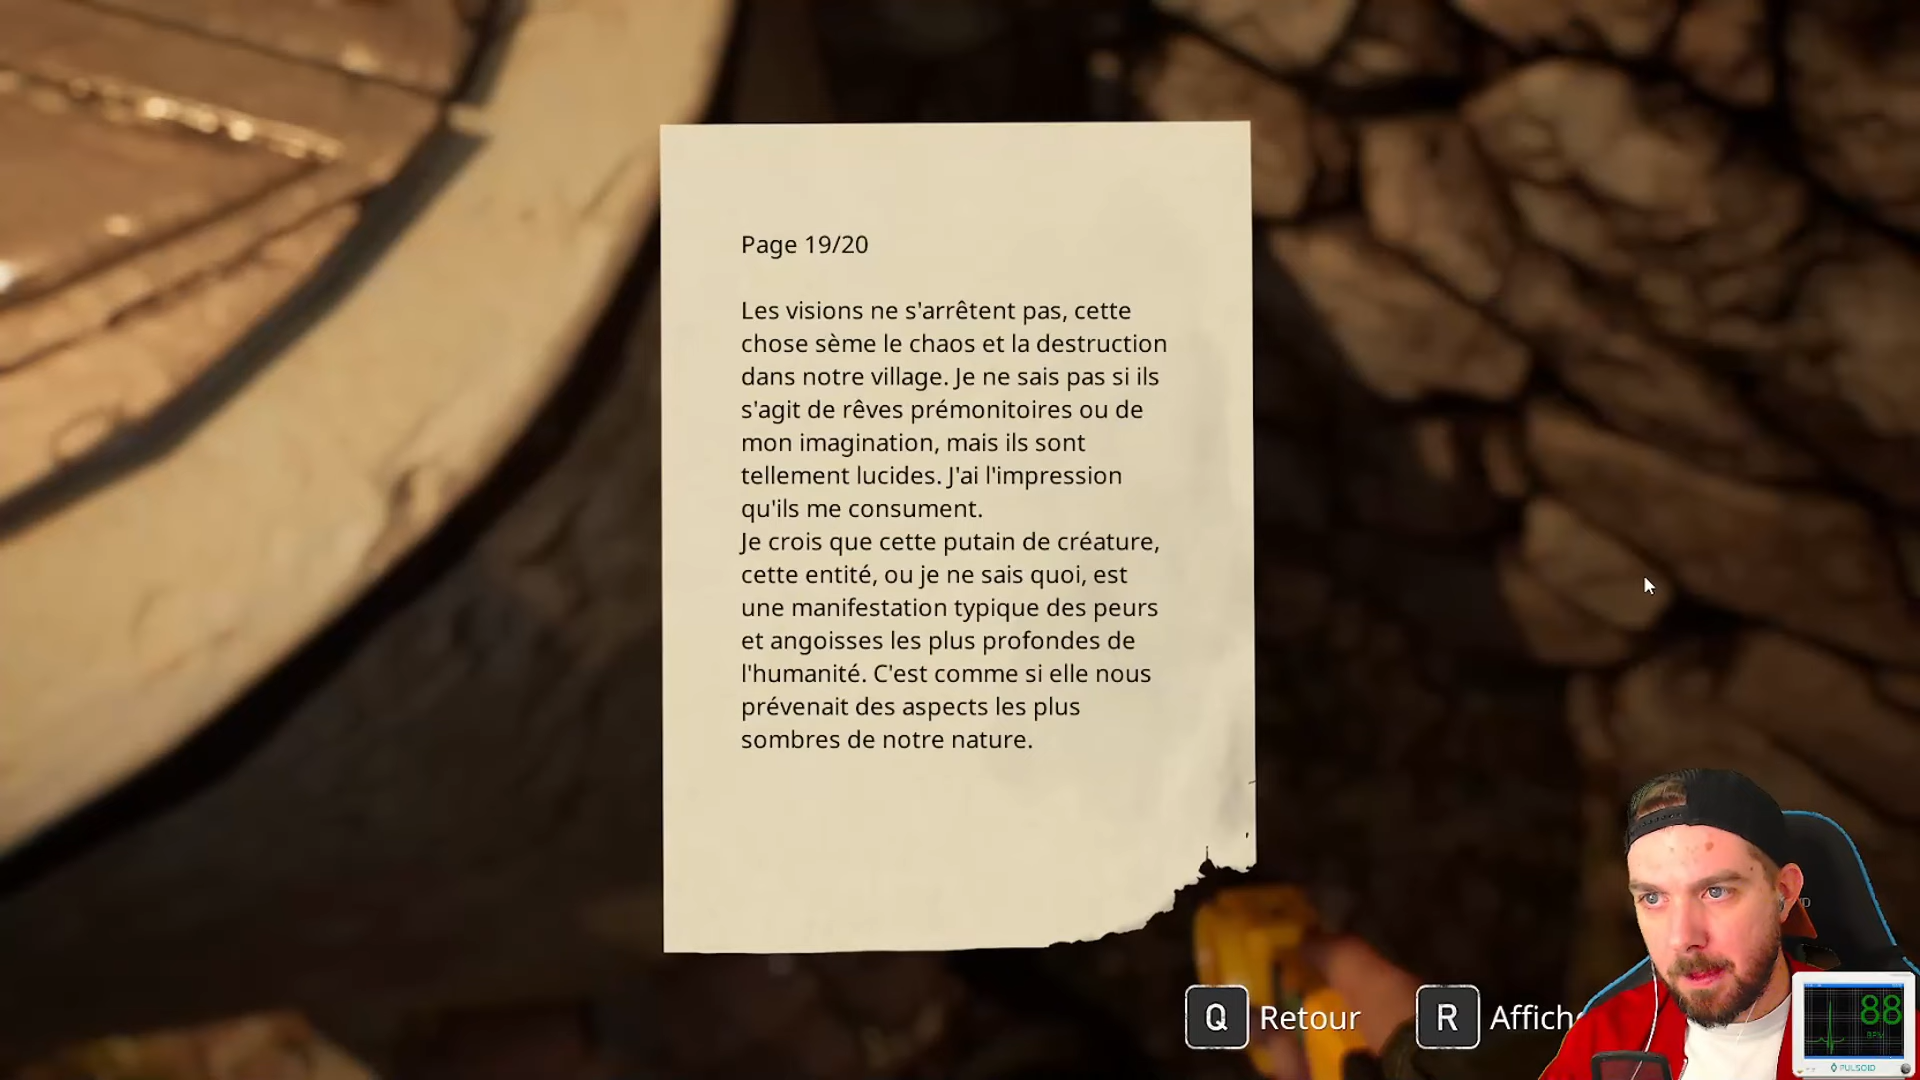 Page 19/20
Les visions ne s'arrêtent pas, cette
chose sème le chaos et la destruction
dans notre village. Je ne sais pas si ils
s'agit de rêves prémonitoires ou de
mon imagination, mais ils sont
tellement lucides. J'ai l'impression
qu'ils me consument.
Je crois que cette putain de créature,
cette entité, ou je ne sais quoi, est
une manifestation typique des peurs
et angoisses les plus profondes de
l'humanité. C'est comme si elle nous
prévenait des aspects les plus
sombres de notre nature.
Q Retour R
88
BPM
PULSOID